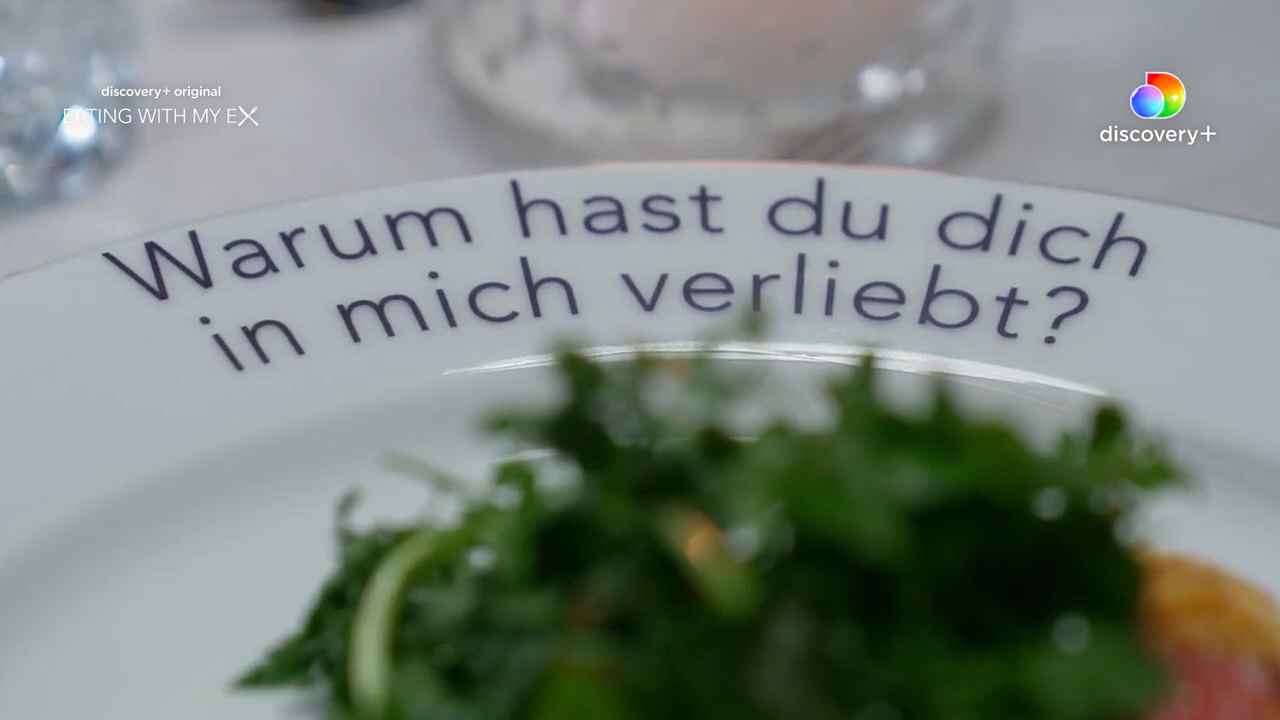 discovery+ original
EATING WITH MY EX
discovery+
Warum hast du dich
in mich verliebt?